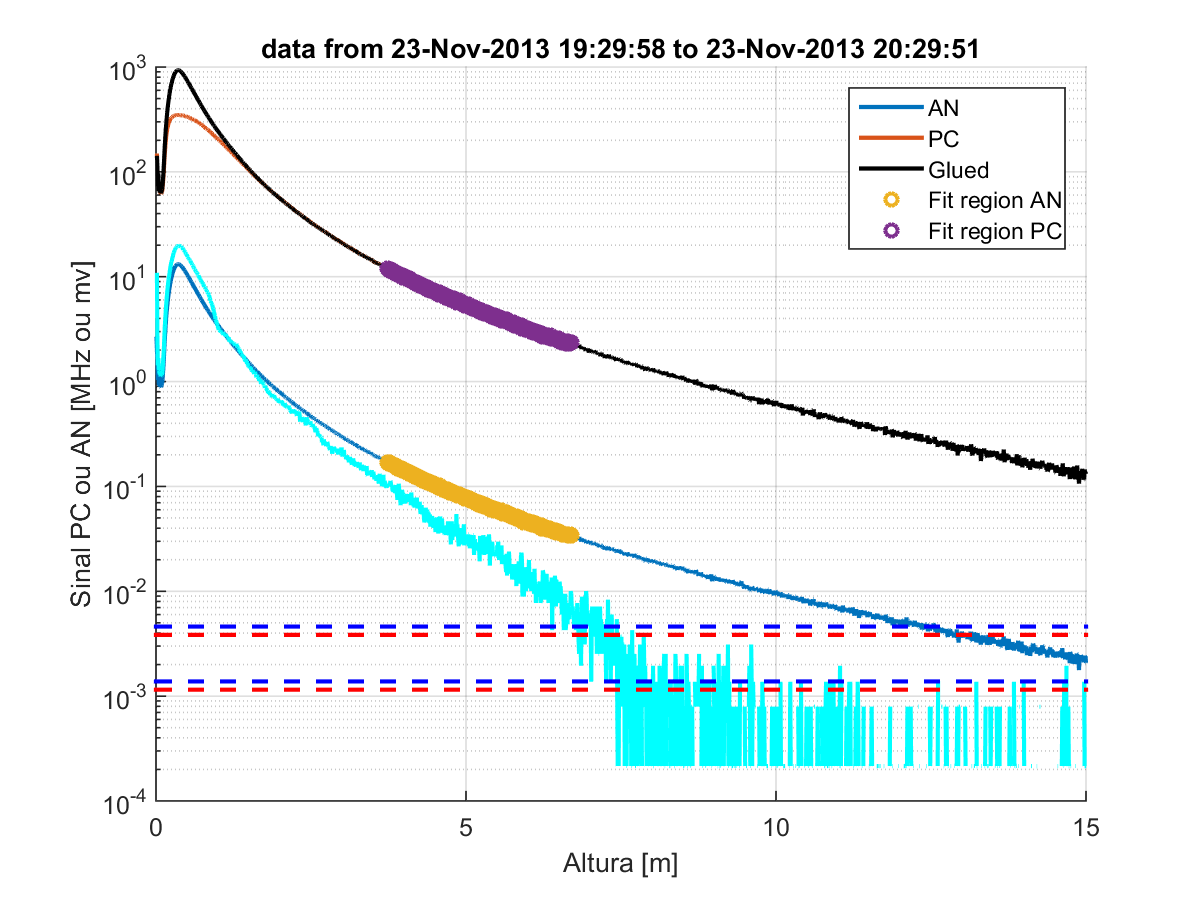 data from 23-Nov-2013 19:29:58 to 23-Nov-2013 20:29:51
AN
PC
Glued
Fit region AN
Fit region PC
Sinal PC ou AN [MHz ou mv]
10^3
10^2
10^1
10^0
10^-1
10^-2
10^-3
10^-4
0 5 10 15
Altura [m]